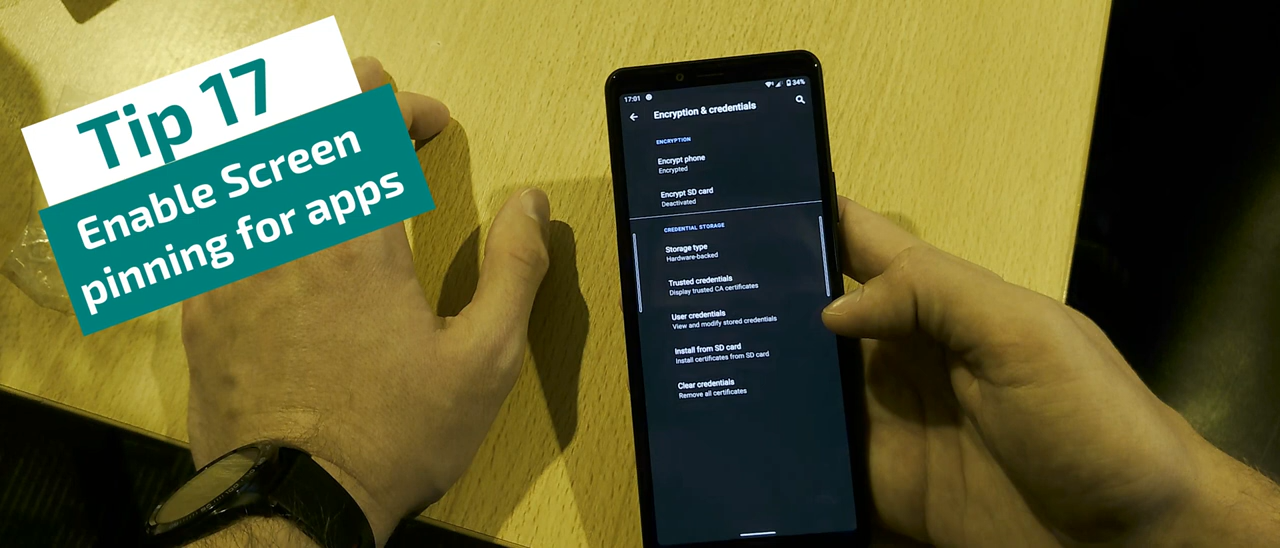 Tip 17
Enable Screen
pinning for apps
17:01
34%
Encryption & credentials
ENCRYPTION
Encrypt phone
Encrypted
Encrypt SD card
Deactivated
CREDENTIAL STORAGE
Storage type
Hardware-backed
Trusted credentials
Display trusted CA certificates
User credentials
View and modify stored credentials
Install from SD card
Install certificates from SD card
Clear credentials
Remove all certificates